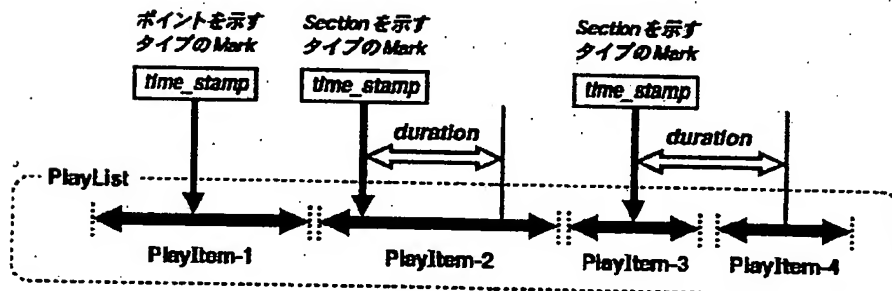 ポイントを示す
タイプのMark
time_stamp
Sectionを示す
タイプのMark
time_stamp
Sectionを示す
タイプのMark
time_stamp
duration
duration
PlayList
PlayItem-1
PlayItem-2
PlayItem-3
PlayItem-4